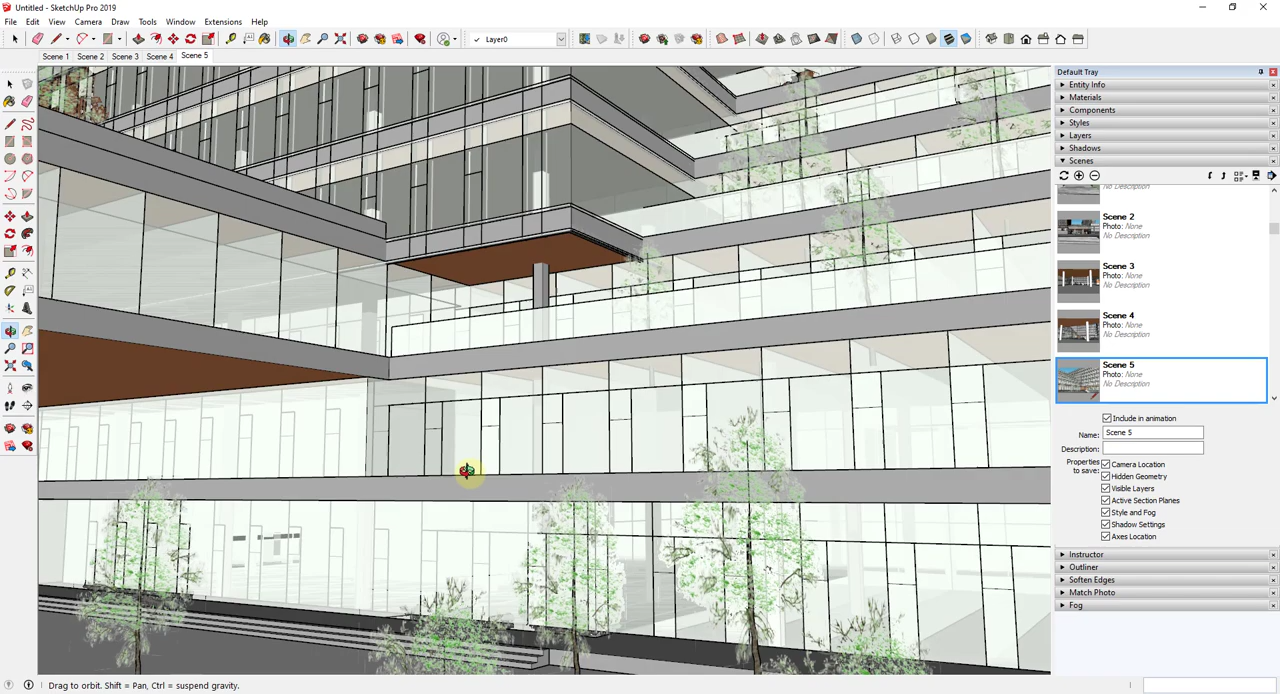 Untitled - SketchUp Pro 2019
File Edit View Camera Draw Tools Window Extensions Help
Layer0
Scene 1 Scene 2 Scene 3 Scene 4 Scene 5
Default Tray
Entity Info
Materials
Components
Styles
Layers
Shadows
Scenes
No Description
Scene 2
Photo: None
No Description
Scene 3
Photo: None
No Description
Scene 4
Photo: None
No Description
Scene 5
Photo: None
No Description
Include in animation
Name: Scene 5
Description:
Properties to save:
Camera Location
Hidden Geometry
Visible Layers
Active Section Planes
Style and Fog
Shadow Settings
Axes Location
Instructor
Outliner
Soften Edges
Match Photo
Fog
Drag to orbit. Shift = Pan, Ctrl = suspend gravity.